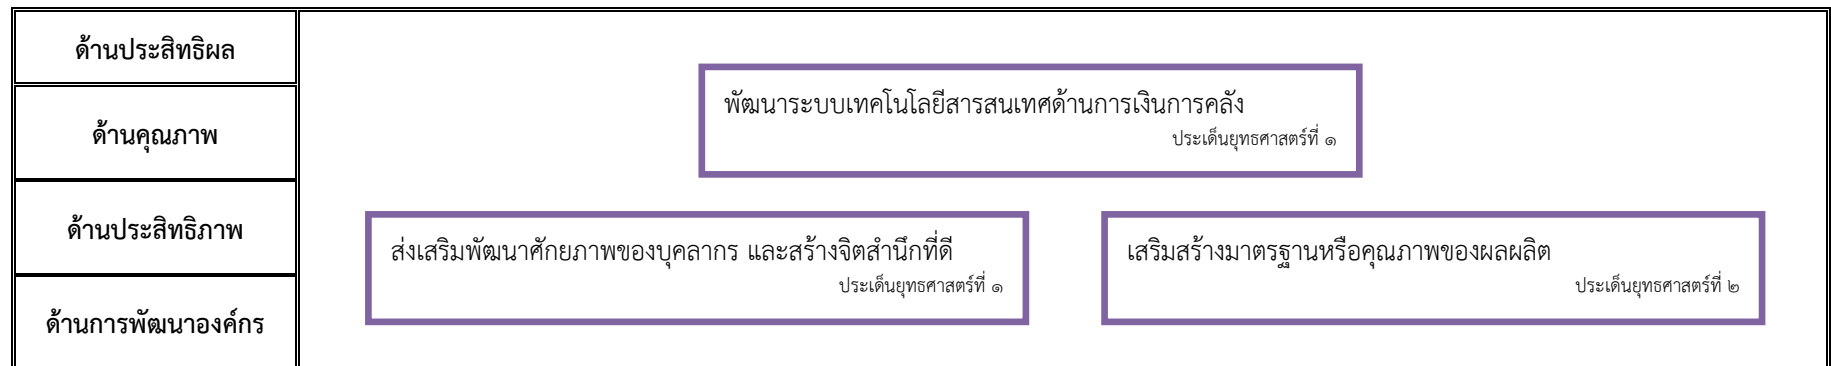 ด้านประสิทธิผล
ด้านคุณภาพ
ด้านประสิทธิภาพ
ด้านการพัฒนาองค์กร
พัฒนาระบบเทคโนโลยีสารสนเทศด้านการเงินการคลัง
ประเด็นยุทธศาสตร์ที่ ๑
ส่งเสริมพัฒนาศักยภาพของบุคลากร และสร้างจิตสำนึกที่ดี
ประเด็นยุทธศาสตร์ที่ ๑
เสริมสร้างมาตรฐานหรือคุณภาพของผลผลิต
ประเด็นยุทธศาสตร์ที่ ๒